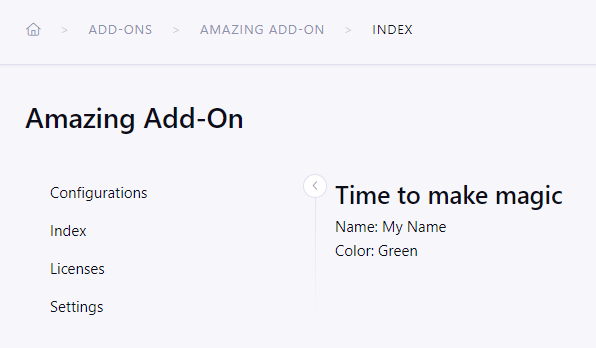 ADD-ONS > AMAZING ADD-ON > INDEX
Amazing Add-On
Configurations
Index
Licenses
Settings
Time to make magic
Name: My Name
Color: Green